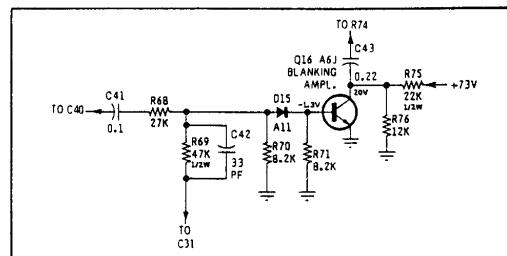 TO R74
Q16 A6J
BLANKING
AMPL.
C43
0.22
20V
R75
22K
1/2W
+73V
R76
12K
TO C40
C41
0.1
R68
27K
D15
A11
-1.3V
R69
47K
1/2W
C42
33
PF
R70
8.2K
R71
8.2K
TO
C31